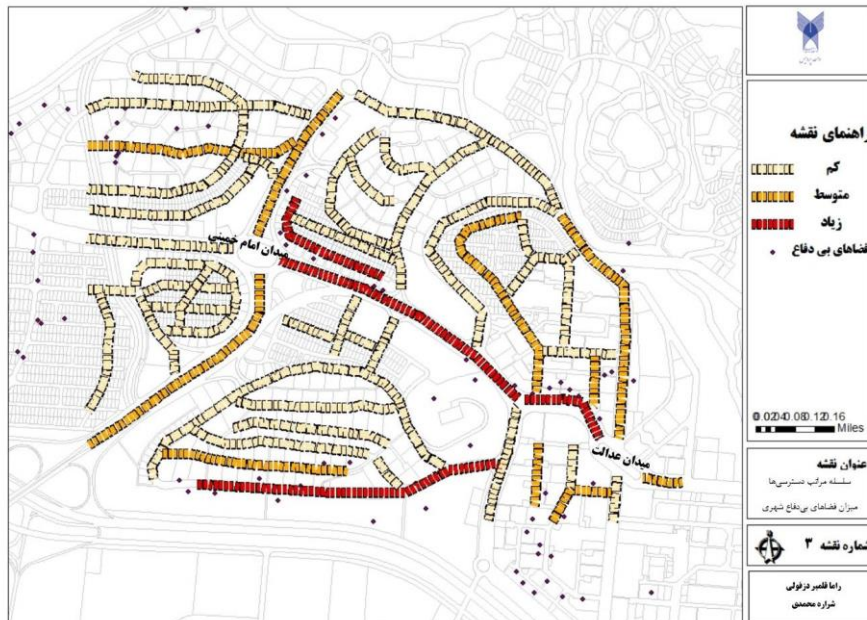 میدان امام خمینی
میدان عدالت
راهنمای نقشه
کم
متوسط
زیاد
فضاهای بی دفاع
0 0.02 0.04 0.08 0.12 0.16
Miles
عنوان نقشه
سلسله مراتب دسترسی‌ها
میزان فضاهای بی‌دفاع شهری
شماره نقشه ۳
راما قلمبر دزفولی
شراره محمدی